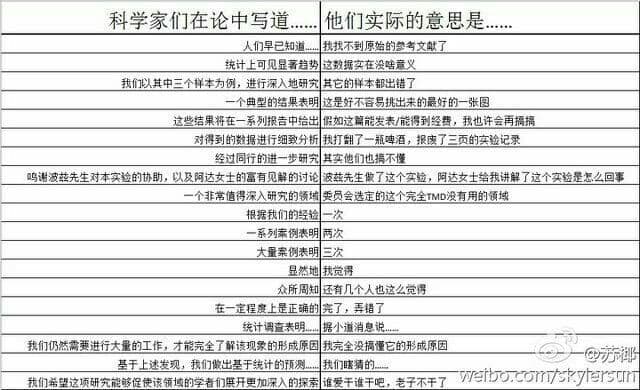 科学家们在论中写道…… 他们实际的意思是……
人们早已知道…… 我找不到原始的参考文献了
统计上可见显著趋势 这数据实在没啥意义
我们以其中三个样本为例，进行深入地研究 其它的样本都出错了
一个典型的结果表明 这是好不容易挑出来的最好的一张图
这些结果将在一系列报告中给出 假如这篇能发表/能得到经费，我也许会再搞搞
对得到的数据进行细致分析 我打翻了一瓶啤酒，报废了三页的实验记录
经过同行的进一步研究 其实他们也搞不懂
鸣谢波兹先生对本实验的协助，以及阿达女士的富有见解的讨论 波兹先生做了这个实验，阿达女士给我讲解了这个实验是怎么回事
一个非常值得深入研究的领域 委员会选定的这个完全TMD没有用的领域
根据我们的经验 一次
一系列案例表明 两次
大量案例表明 三次
显然地 我觉得
众所周知 还有几个人也这么觉得
在一定程度上是正确的 完了，弄错了
统计调查表明…… 据小道消息说……
我们仍然需要进行大量的工作，才能完全了解该现象的形成原因 我完全没搞懂它的形成原因
基于上述发现，我们做出基于统计的预测…… 我们瞎猜的……
我们希望这项研究能够促使该领域的学者们展开更加深入的探索 谁爱干谁干吧，老子不干了
@苏椰
weibo.com/skylersun